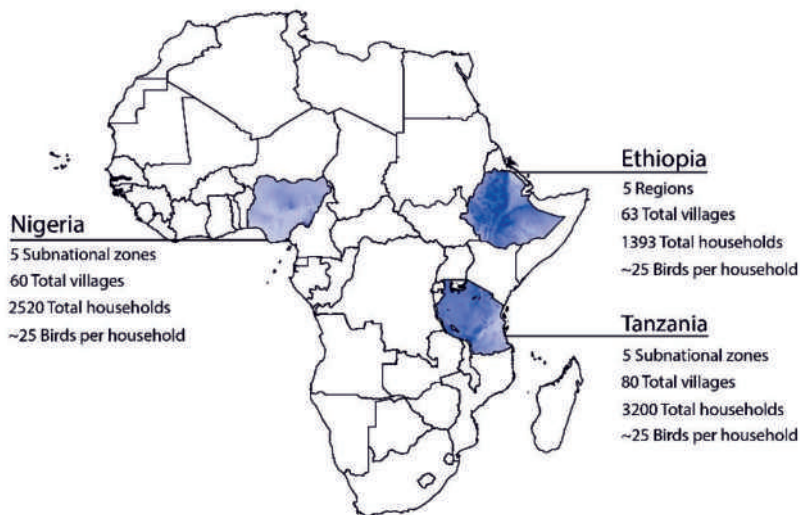 Ethiopia
5 Regions
63 Total villages
1393 Total households
~25 Birds per household
Nigeria
5 Subnational zones
60 Total villages
2520 Total households
~25 Birds per household
Tanzania
5 Subnational zones
80 Total villages
3200 Total households
~25 Birds per household